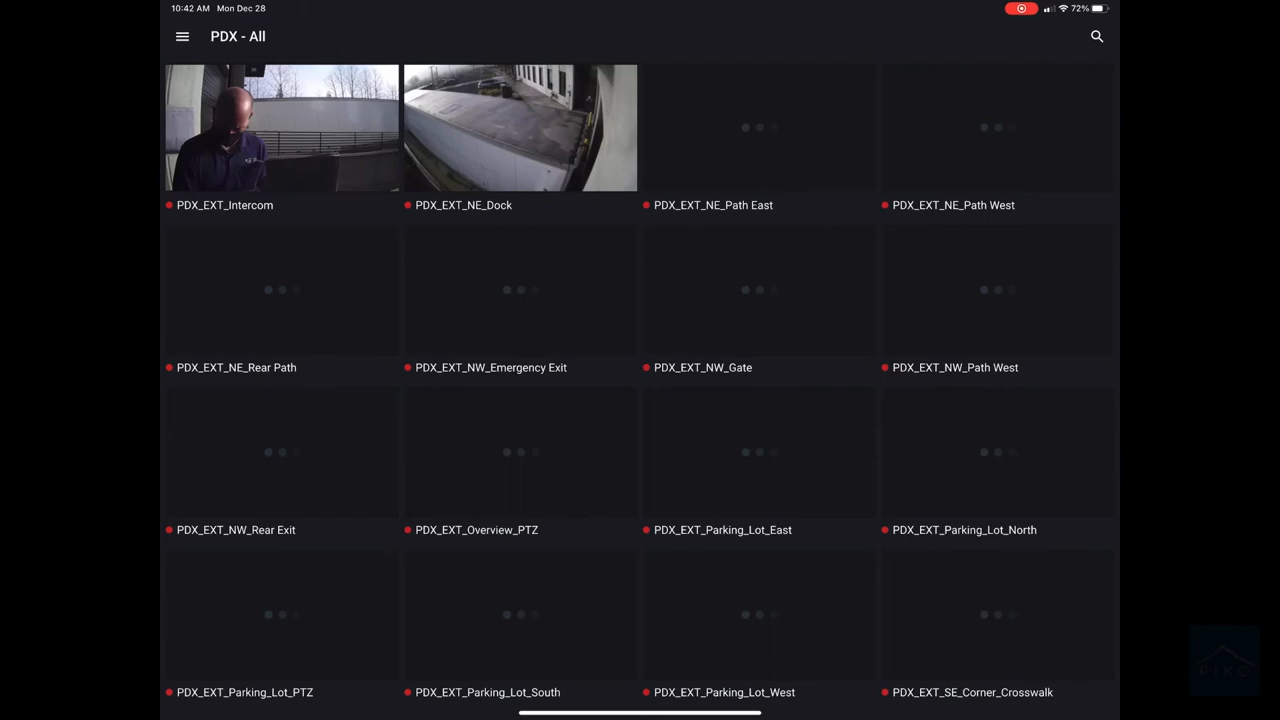 10:42 AM Mon Dec 28
72%
PDX - All
PDX_EXT_Intercom
PDX_EXT_NE_Dock
PDX_EXT_NE_Path East
PDX_EXT_NE_Path West
PDX_EXT_NE_Rear Path
PDX_EXT_NW_Emergency Exit
PDX_EXT_NW_Gate
PDX_EXT_NW_Path West
PDX_EXT_NW_Rear Exit
PDX_EXT_Overview_PTZ
PDX_EXT_Parking_Lot_East
PDX_EXT_Parking_Lot_North
PDX_EXT_Parking_Lot_PTZ
PDX_EXT_Parking_Lot_South
PDX_EXT_Parking_Lot_West
PDX_EXT_SE_Corner_Crosswalk
PIKO